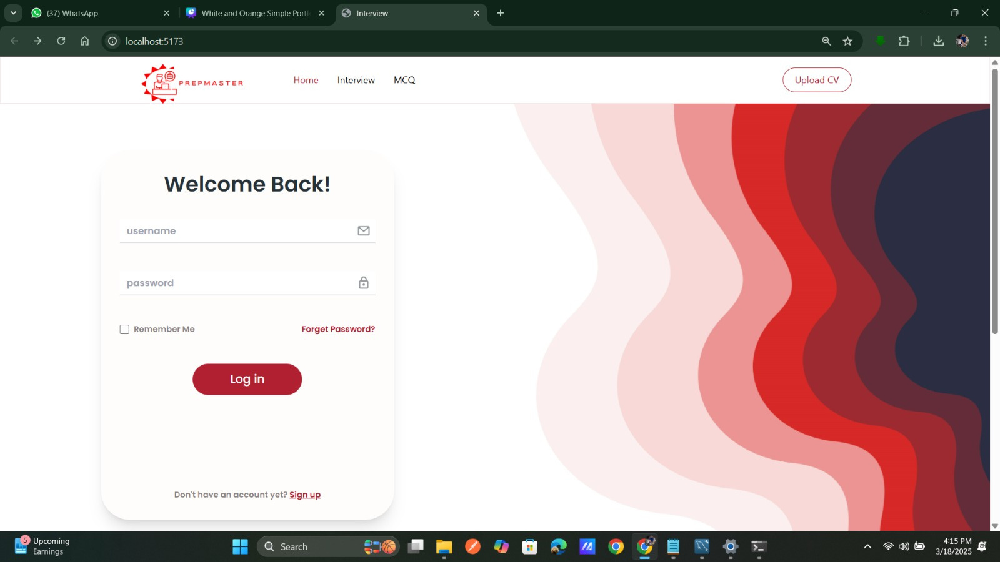 (37) WhatsApp
White and Orange Simple Portf
Interview
localhost:5173
PREPMASTER
Home
Interview
MCQ
Upload CV
Welcome Back!
username
password
Remember Me
Forget Password?
Log in
Don't have an account yet? Sign up
5
Upcoming
Earnings
Search
4:15 PM
3/18/2025